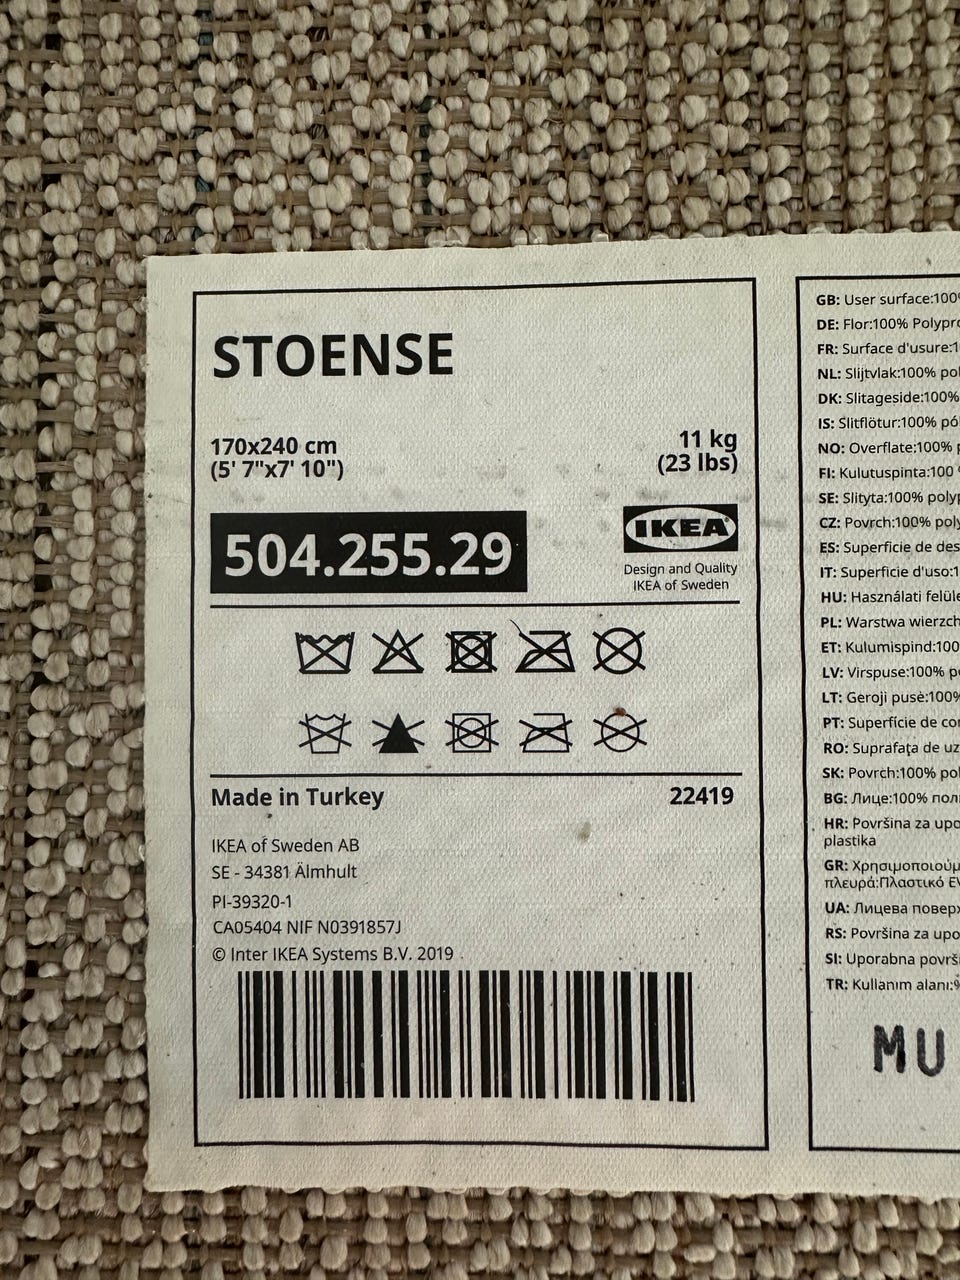 STOENSE
170x240 cm
(5' 7"x7' 10")
11 kg
(23 lbs)
504.255.29
IKEA
Design and Quality
IKEA of Sweden
Made in Turkey
22419
IKEA of Sweden AB
SE - 34381 Älmhult
PI-39320-1
CA05404 NIF N0391857J
© Inter IKEA Systems B.V. 2019
GB: User surface:100%
DE: Flor:100% Polypro
FR: Surface d'usure:1
NL: Slijtvlak:100% pol
DK: Slitageside:100%
IS: Slitflötur:100% pó
NO: Overflate:100% p
FI: Kulutuspinta:100
SE: Slityta:100% polyp
CZ: Povrch:100% poly
ES: Superficie de des
IT: Superficie d'uso:1
HU: Használati felüle
PL: Warstwa wierzch
ET: Kulumispind:100
LV: Virspuse:100% po
LT: Geroji pusė:100%
PT: Superfície de co
RO: Suprafaţa de uz
SK: Povrch:100% pol
BG: Лице:100% поли
HR: Površina za upo
plastika
GR: Χρησιμοποιούμ
πλευρά:Πλαστικό
UA: Лицева поверх
RS: Površina za upo
SI: Uporabna površi
TR: Kullanım alanı:%
MU